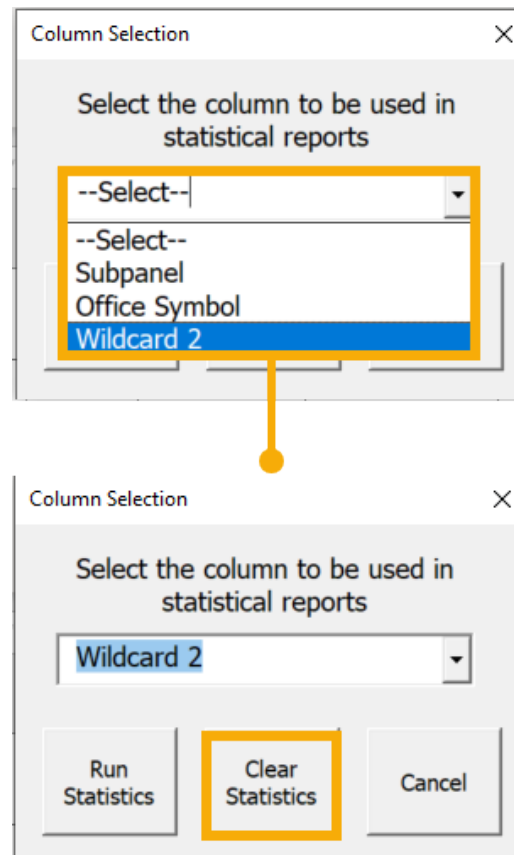 Column Selection
Select the column to be used in
statistical reports
--Select--
--Select--
Subpanel
Office Symbol
Wildcard 2
Column Selection
Select the column to be used in
statistical reports
Wildcard 2
Run
Statistics
Clear
Statistics
Cancel